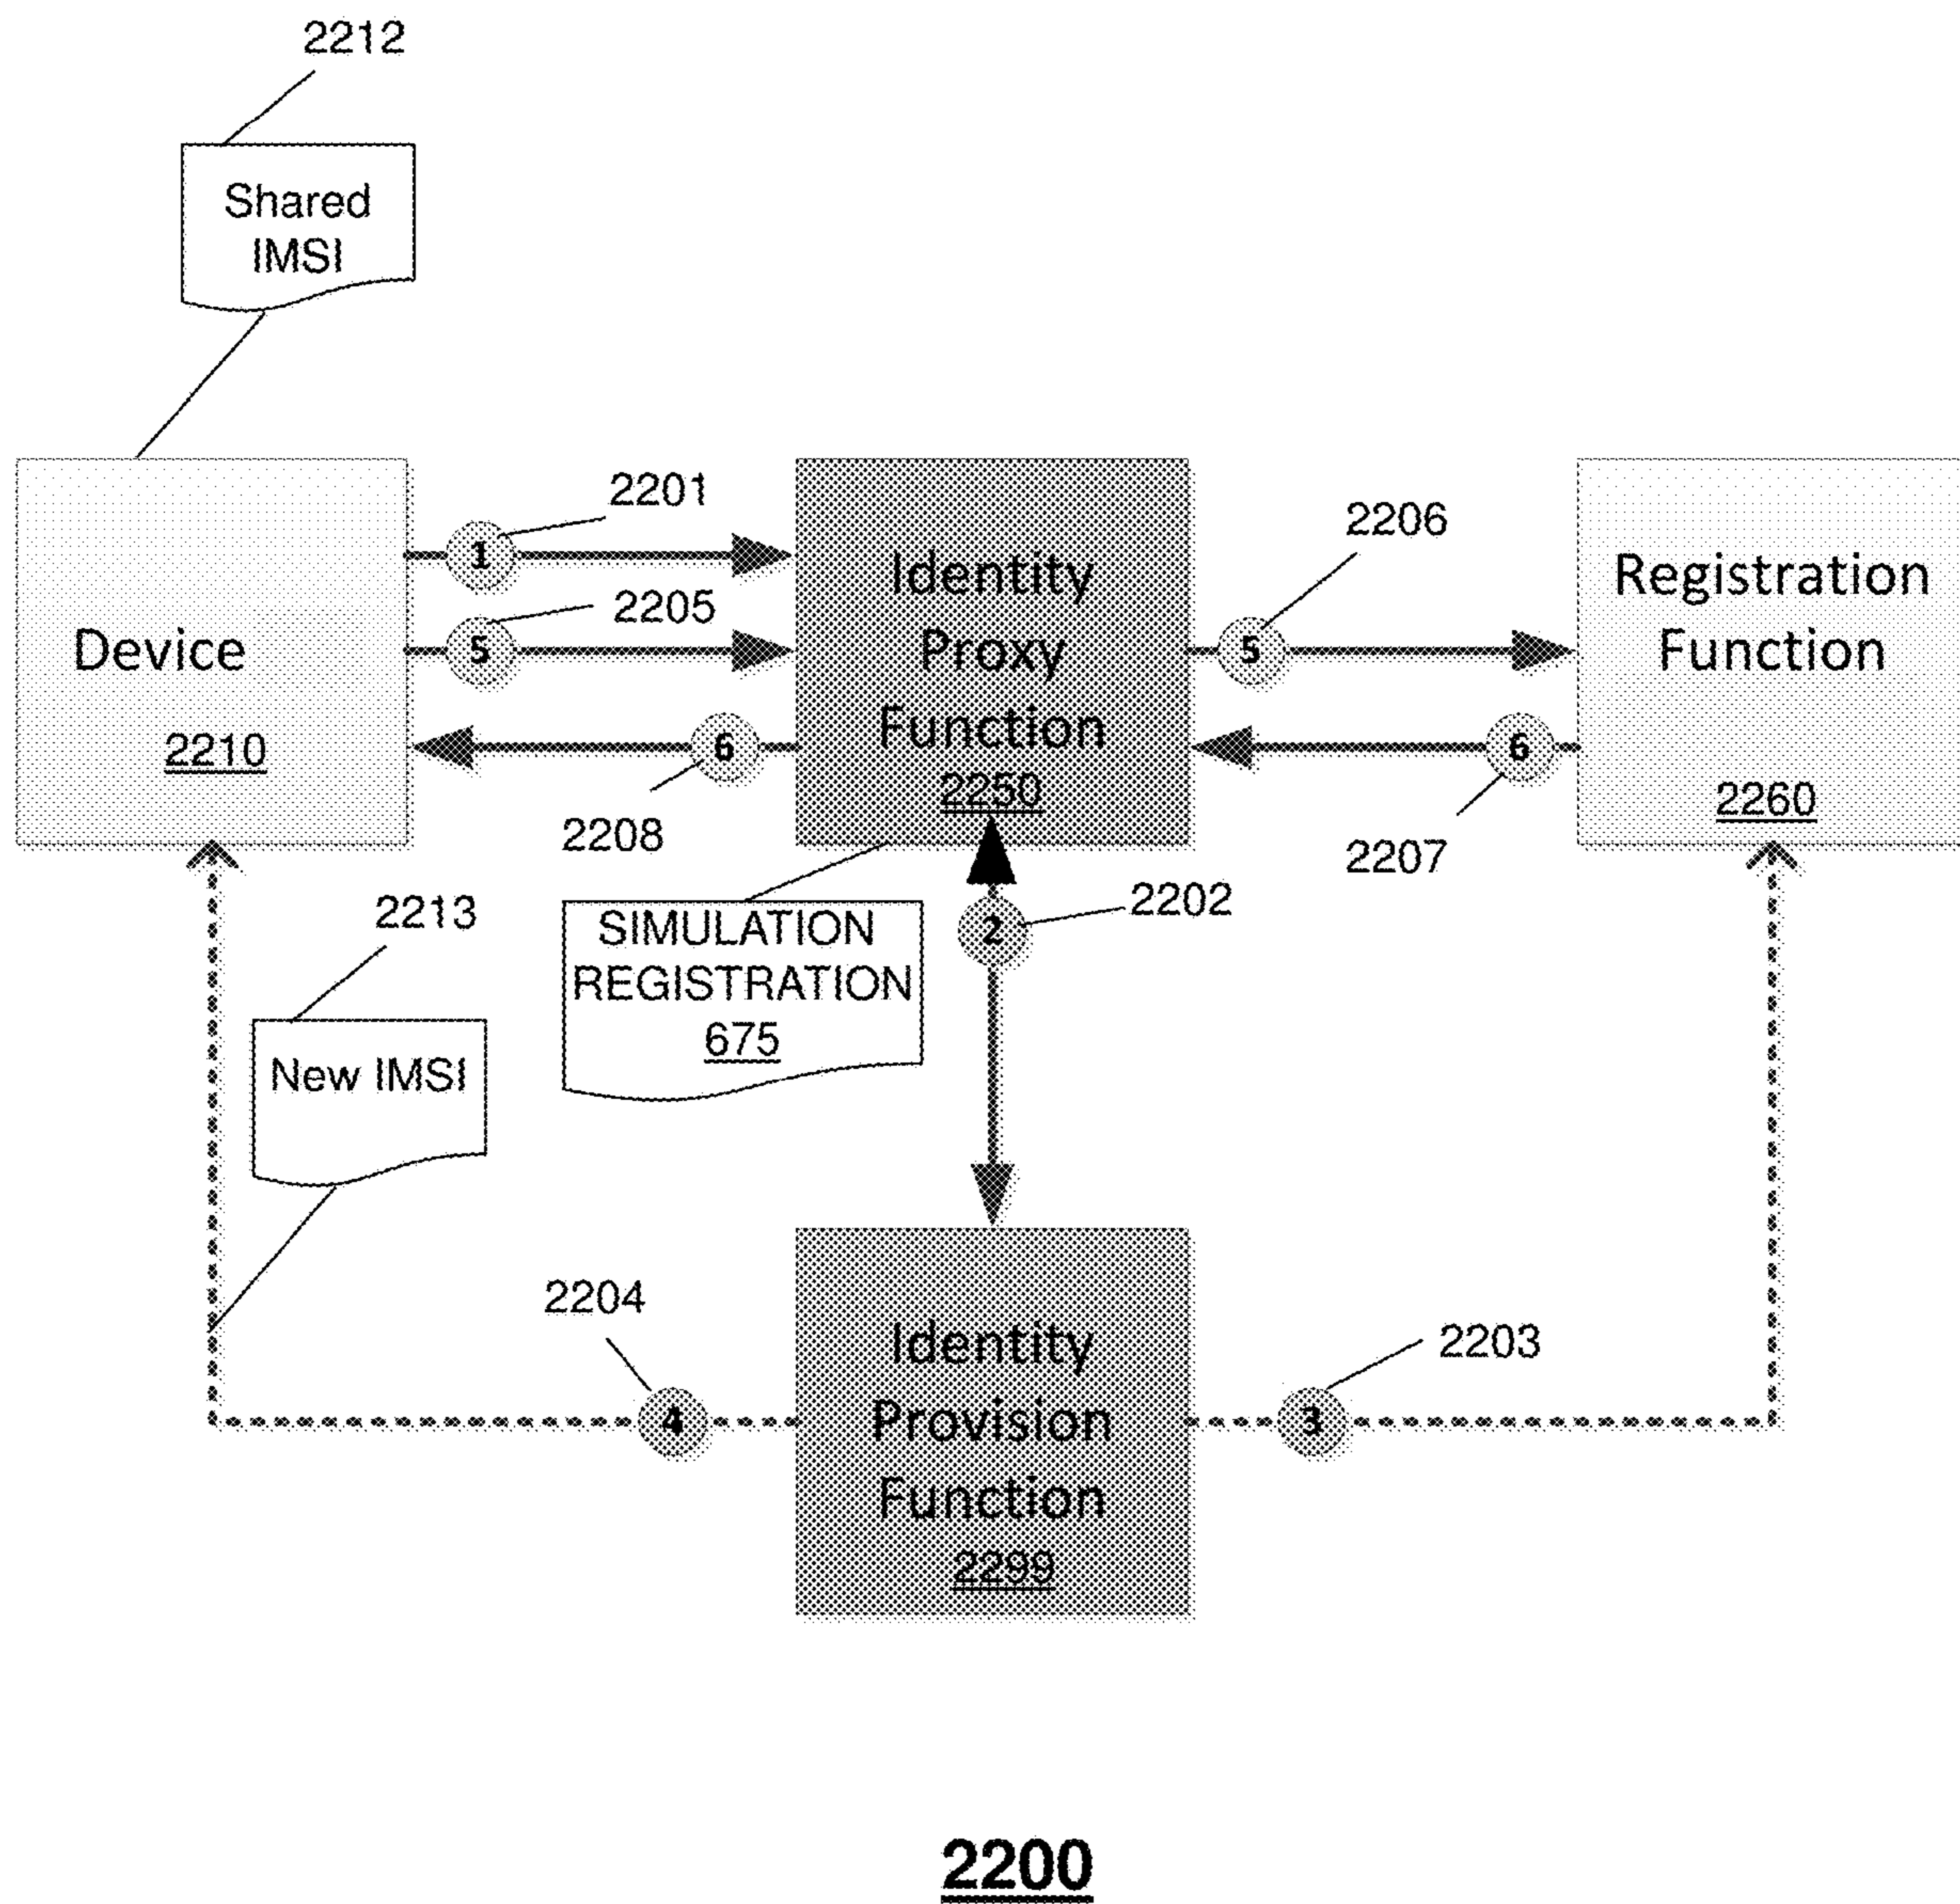 2212
Shared
IMSI
2201
1
2206
Identity
Proxy
Function
2250
Registration
Function
2260
2205
5
5
Device
2210
6
6
2208
2207
2213
SIMULATION
REGISTRATION
675
2202
2
New IMSI
2204
2203
4
3
Identity
Provision
Function
2299
2200